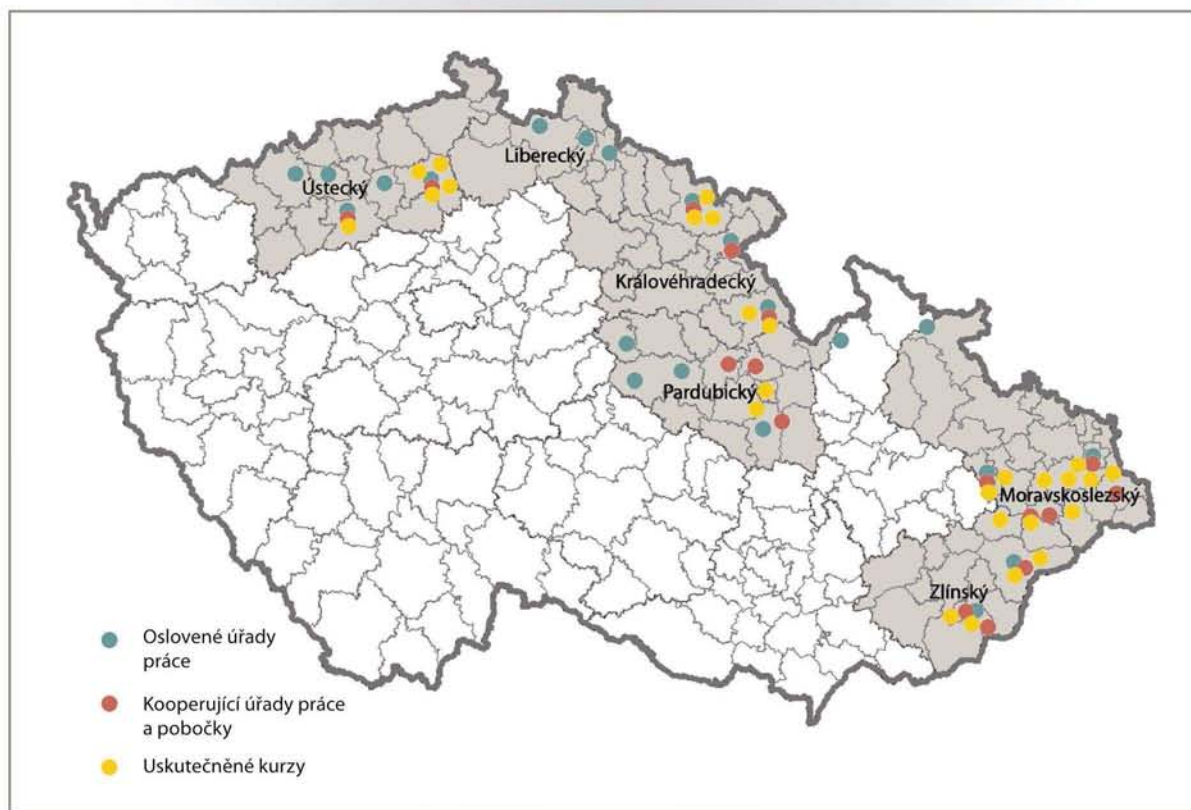 Liberecký
Ústecký
Královéhradecký
Pardubický
Moravskoslezský
Zlínský
Oslovené úřady
práce
Kooperující úřady práce
a pobočky
Uskutečněné kurzy